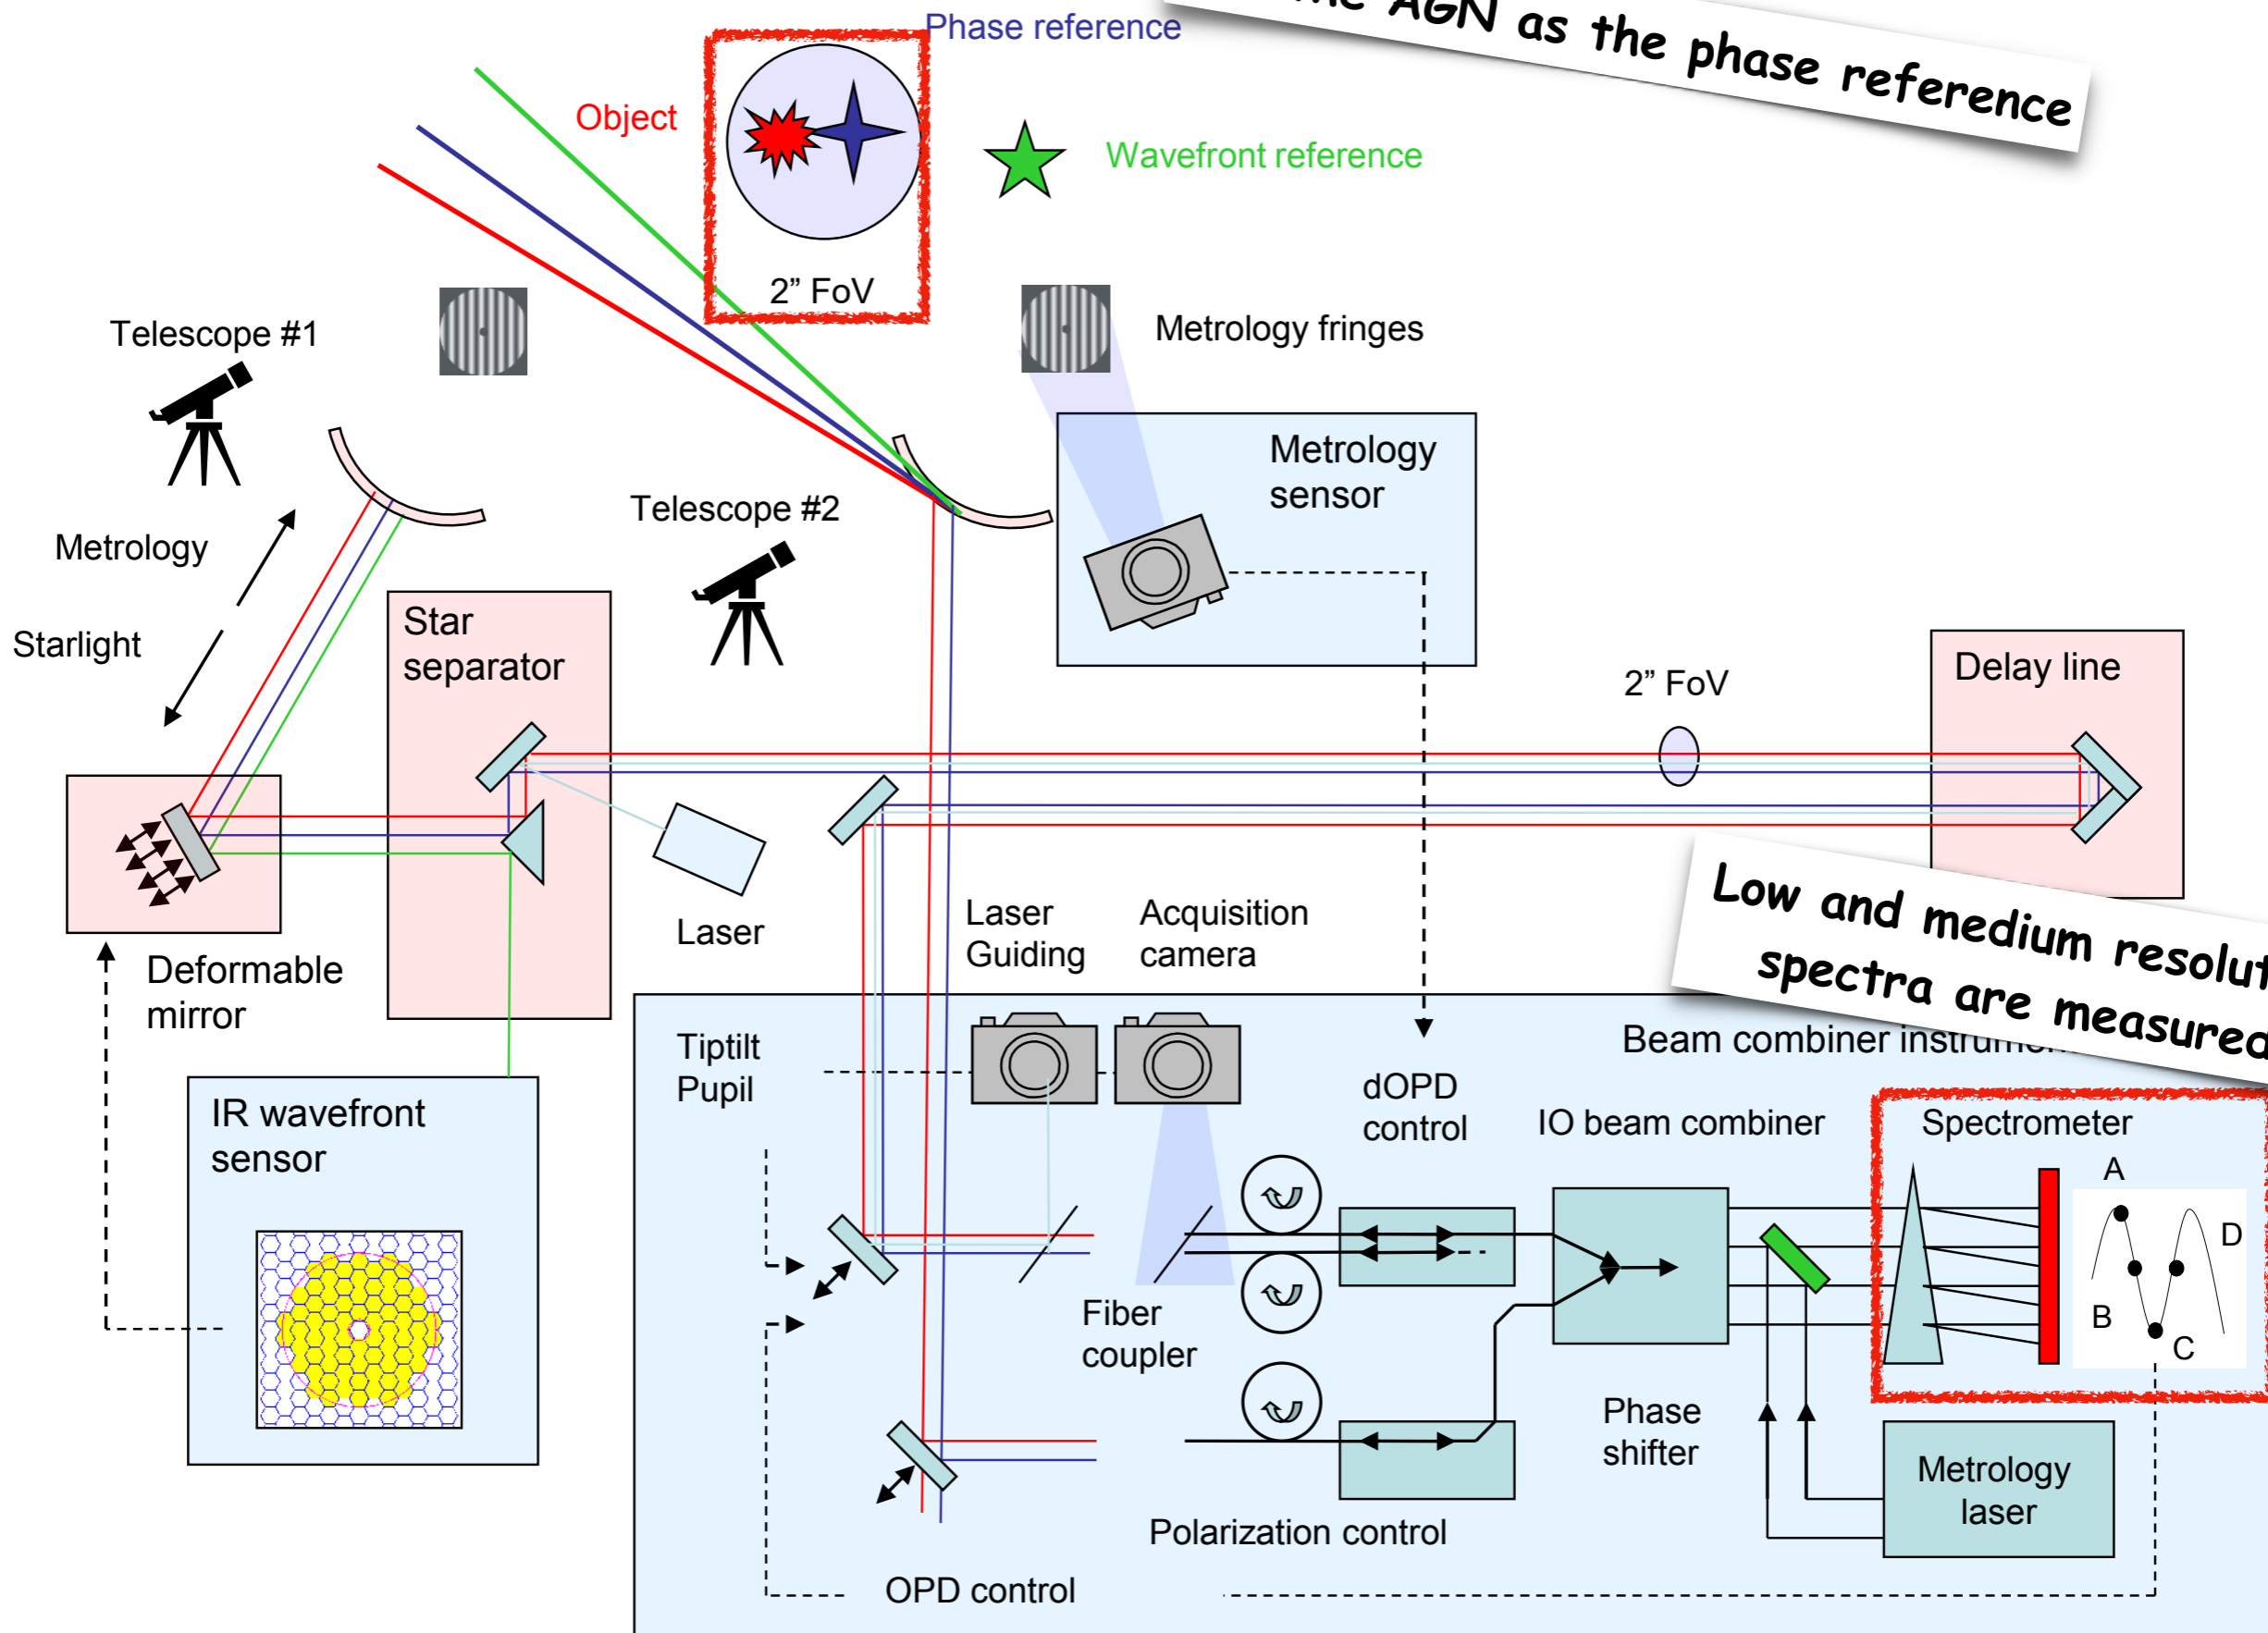 AGN as the phase reference
Phase reference
Object
Wavefront reference
2” FoV
Telescope #1
Metrology fringes
Metrology
sensor
Telescope #2
Metrology
Starlight
Star
separator
2” FoV
Delay line
Laser
Laser
Guiding
Acquisition
camera
Low and medium
spectra are measured
Deformable
mirror
Beam combiner
Tiptilt
Pupil
dOPD
control
IO beam combiner
Spectrometer
IR wavefront
sensor
A
D
B
C
Fiber
coupler
Phase
shifter
Metrology
laser
Polarization control
OPD control